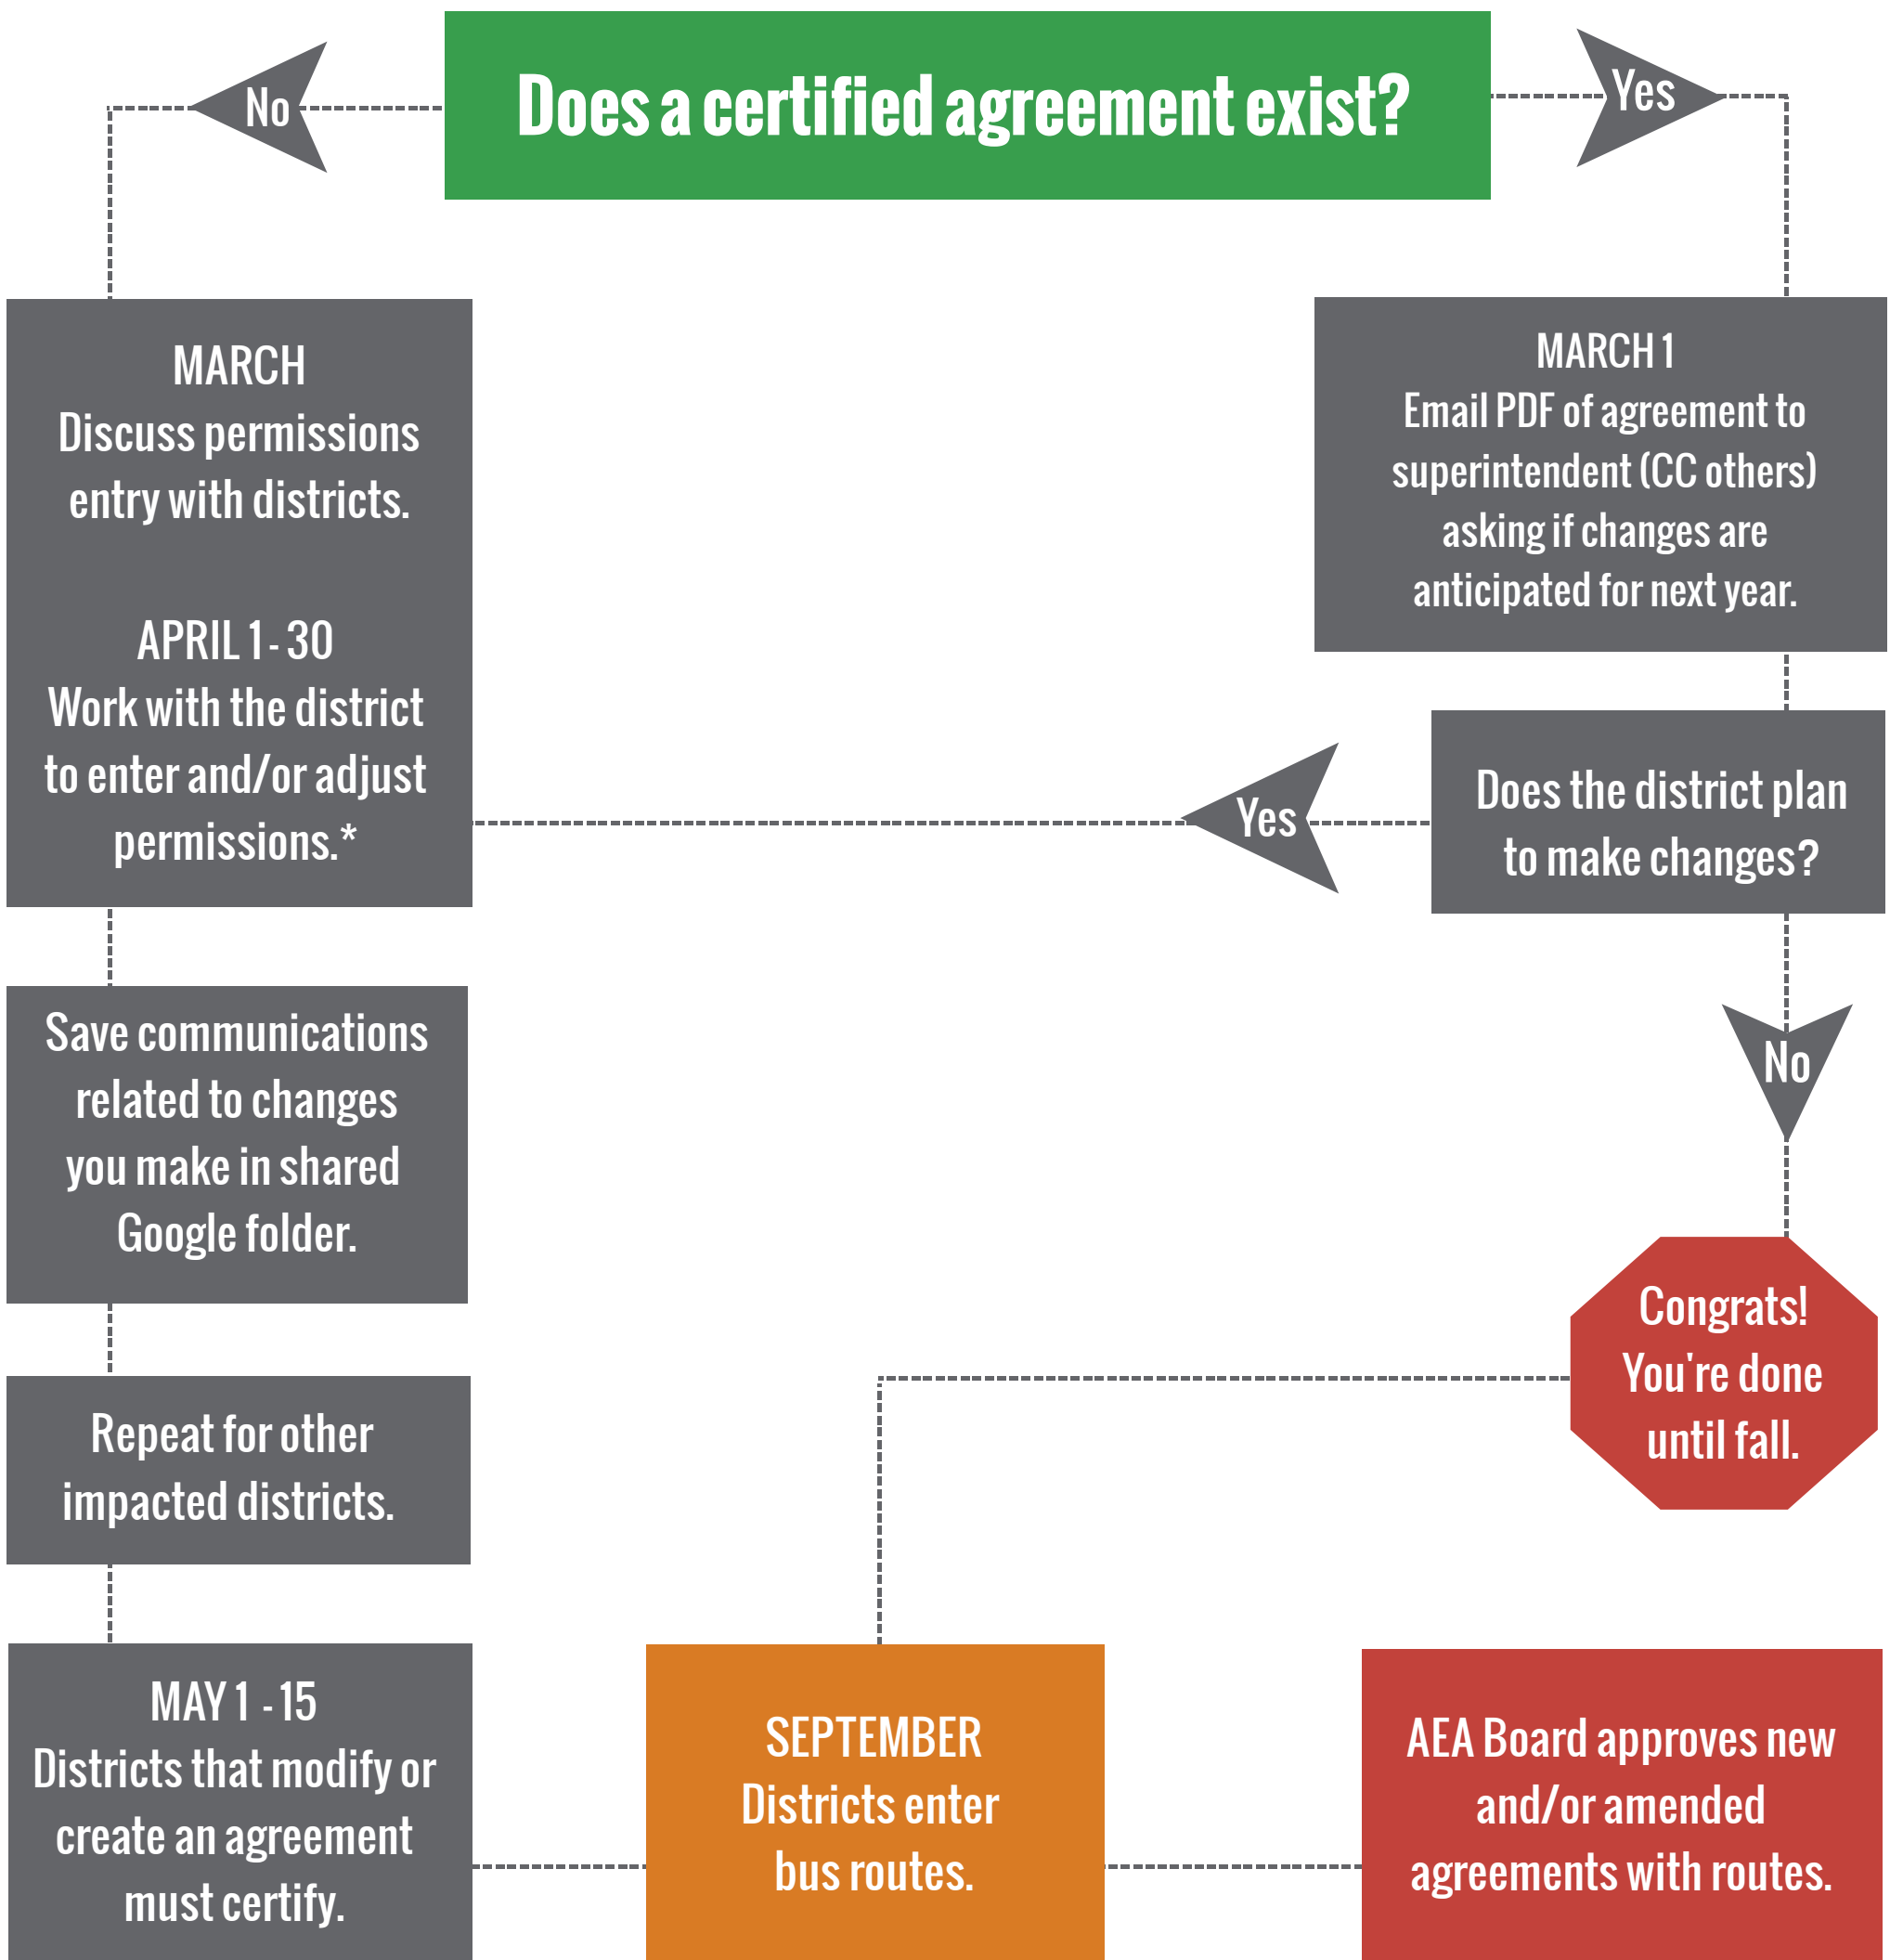 Does a certified agreement exist?
No
Yes
MARCH
Discuss permissions
entry with districts.
APRIL 1 - 30
Work with the district
to enter and/or adjust
permissions.*
MARCH 1
Email PDF of agreement to
superintendent (CC others)
asking if changes are
anticipated for next year.
Does the district plan
to make changes?
Yes
No
Save communications
related to changes
you make in shared
Google folder.
Congrats!
You're done
until fall.
Repeat for other
impacted districts.
MAY 1 - 15
Districts that modify or
create an agreement
must certify.
SEPTEMBER
Districts enter
bus routes.
AEA Board approves new
and/or amended
agreements with routes.